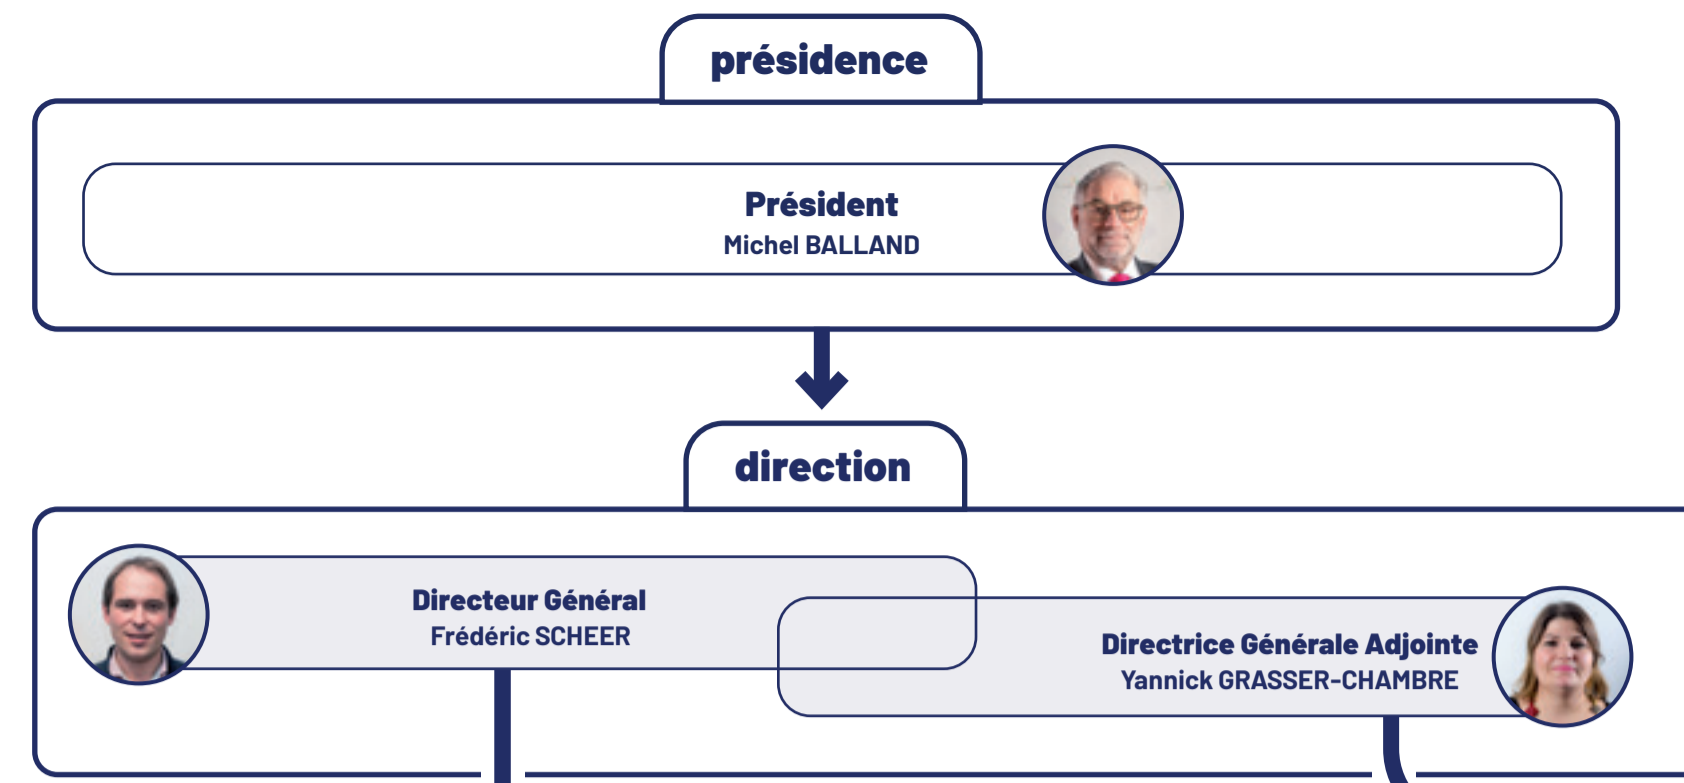 présidence
Président
Michel BALLAND
direction
Directeur Général
Frédéric SCHEER
Directrice Générale Adjointe
Yannick GRASSER-CHAMBRE